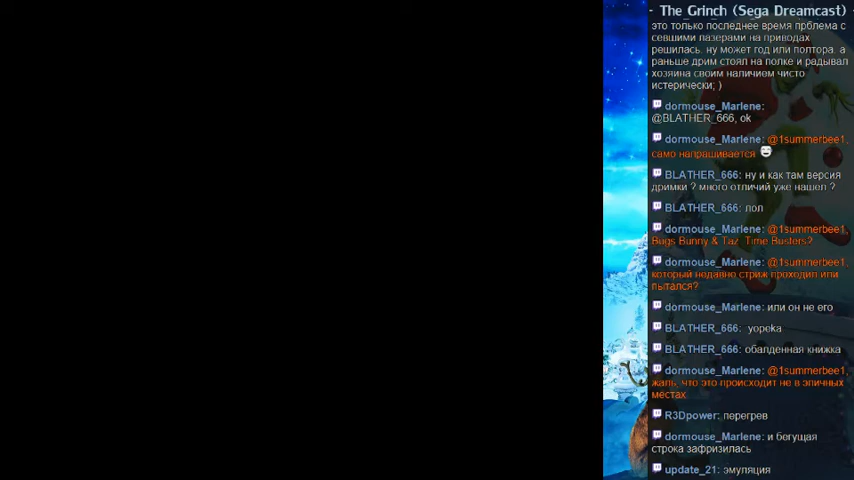 - The Grinch (Sega Dreamcast) -
это только последнее время прблема с
севшими лазерами на приводах
решилась. ну может год или полтора. а
раньше дрим стоял на полке и радывал
хозяина своим наличием чисто
истерически; )
dormouse_Marlene:
@BLATHER_666, ok
dormouse_Marlene: @1summerbee1,
само напрашивается
BLATHER_666: ну и как там версия
дримки ? много отличий уже нашел ?
BLATHER_666: лол
dormouse_Marlene: @1summerbee1,
Bugs Bunny & Taz Time Busters?
dormouse_Marlene: @1summerbee1,
который недавно стриж проходил или
пытался?
dormouse_Marlene: или он не его
BLATHER_666: уорека
BLATHER_666: обалденная книжка
dormouse_Marlene: @1summerbee1,
жаль, что это происходит не в эпичных
местах
R3Dpower: перегрев
dormouse_Marlene: и бегущая
строка зафризилась
update_21: эмуляция